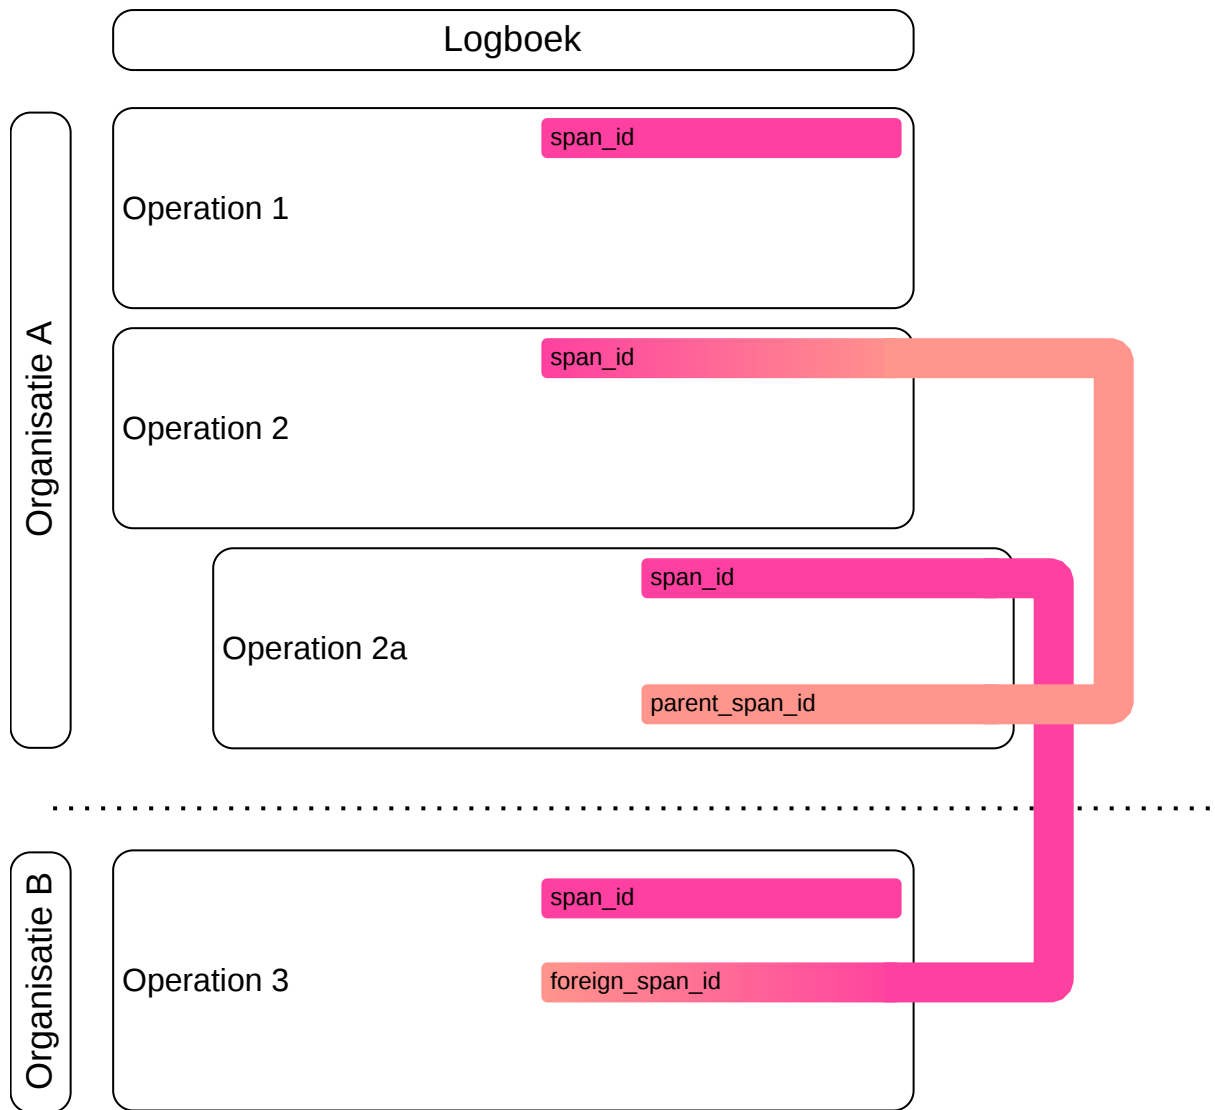 Logboek
Organisatie A
span_id
Operation 1
span_id
Operation 2
span_id
Operation 2a
parent_span_id
Organisatie B
span_id
Operation 3
foreign_span_id